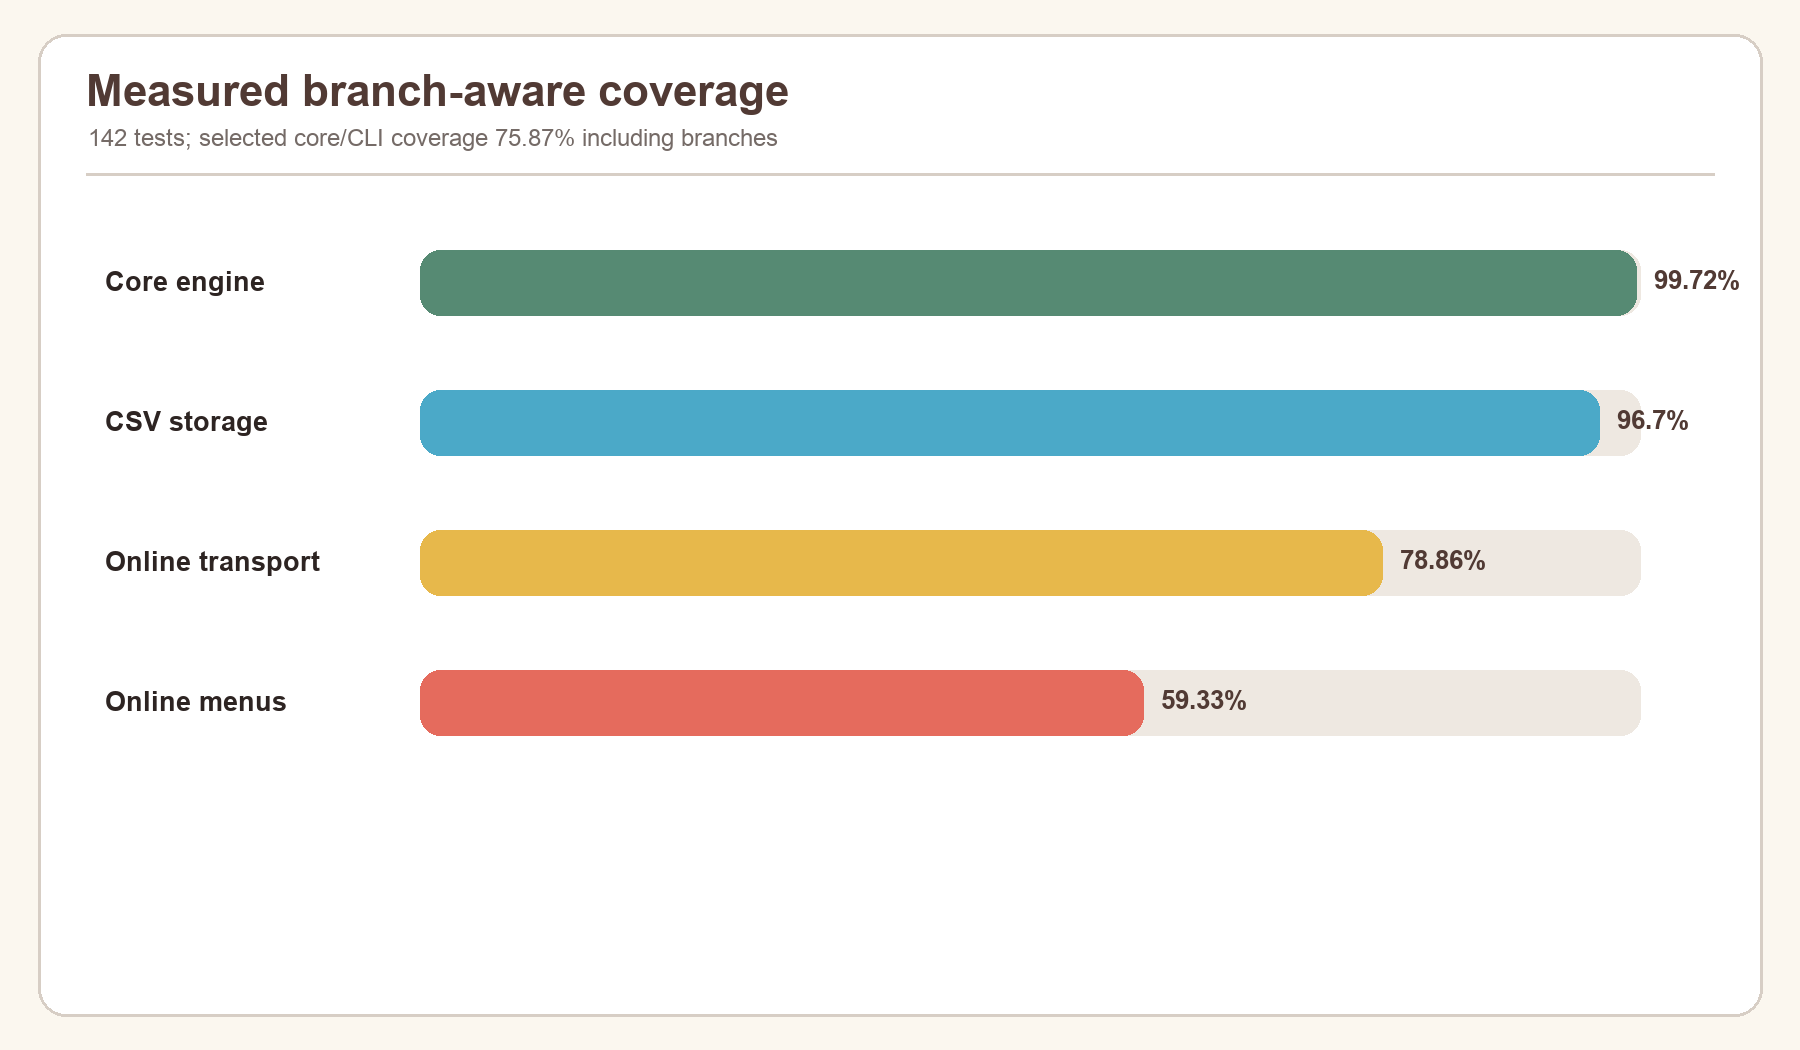 Measured branch-aware coverage
142 tests; selected core/CLI coverage 75.87% including branches
Core engine 99.72%
CSV storage 96.7%
Online transport 78.86%
Online menus 59.33%